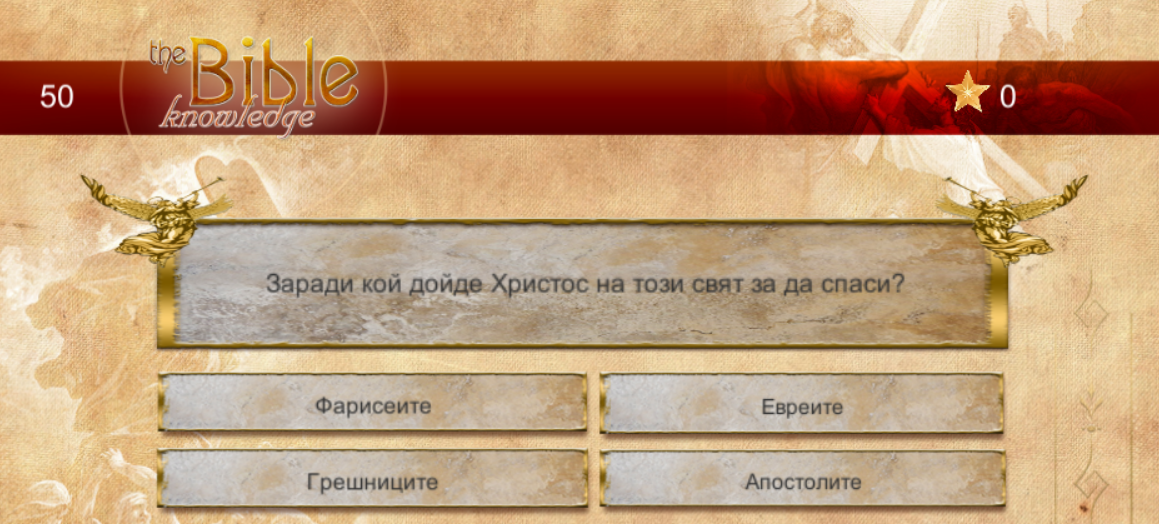 the Bible
knowledge
50
0
Заради кой дойде Христос на този свят за да спаси?
Фарисеите
Евреите
Грешниците
Апостолите